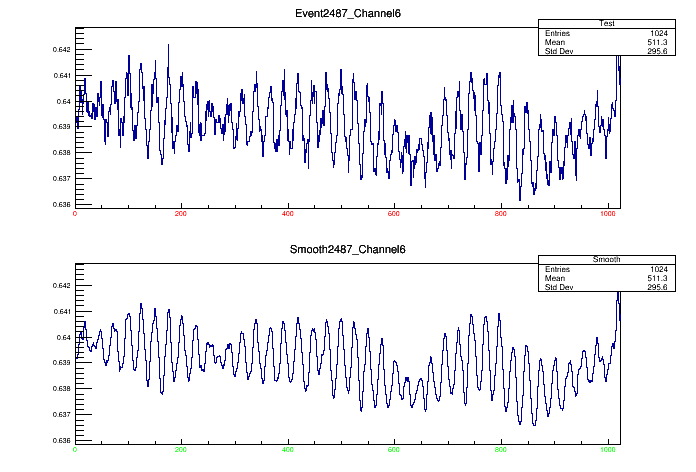 Event2487_Channel6
Test
Entries 1024
Mean 511.3
Std Dev 295.6
0.642
0.641
0.64
0.639
0.638
0.637
0.636
0 200 400 600 800 1000
Smooth2487_Channel6
Smooth
Entries 1024
Mean 511.3
Std Dev 295.6
0.642
0.641
0.64
0.639
0.638
0.637
0.636
0 200 400 600 800 1000